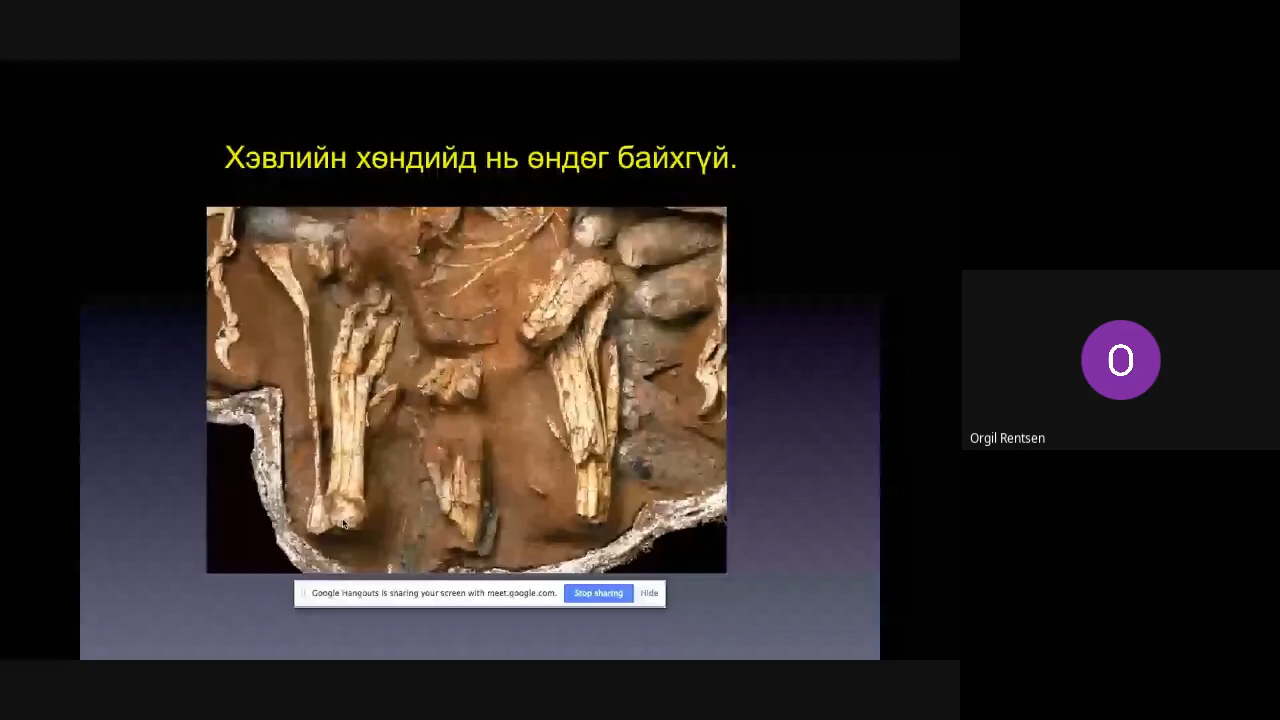 Хэвлийн хөндийд нь өндөг байхгүй.
Google Hangouts is sharing your screen with meet.google.com. Stop sharing Hide
O
Orgil Rentsen